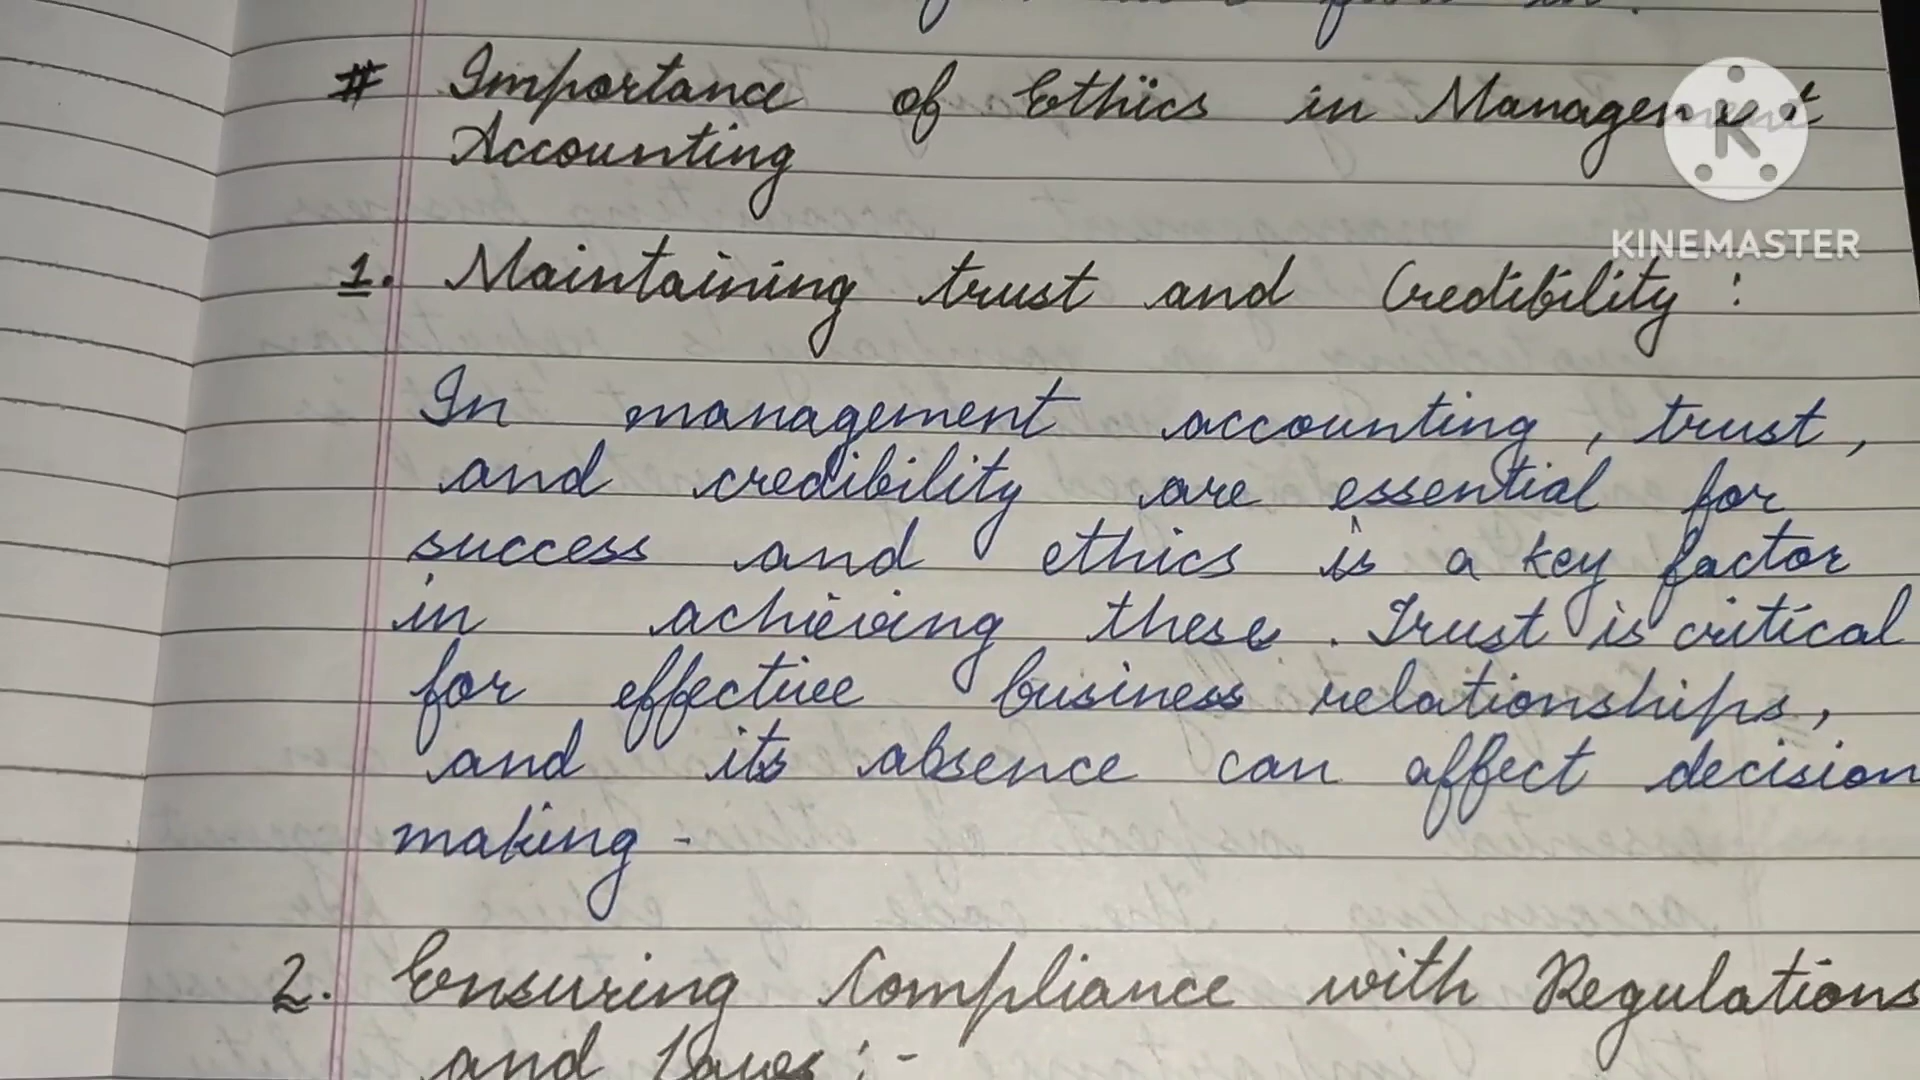 # Importance of Ethics in Management
Accounting
KINEMASTER
1. Maintaining trust and Credibility :
In management accounting, trust,
and credibility are essential for
success and ethics is a key factor
in achieving these. Trust is critical
for effective business relationships,
and its absence can affect decision
making -
2. Ensuring Compliance with Regulations
and Laws : -